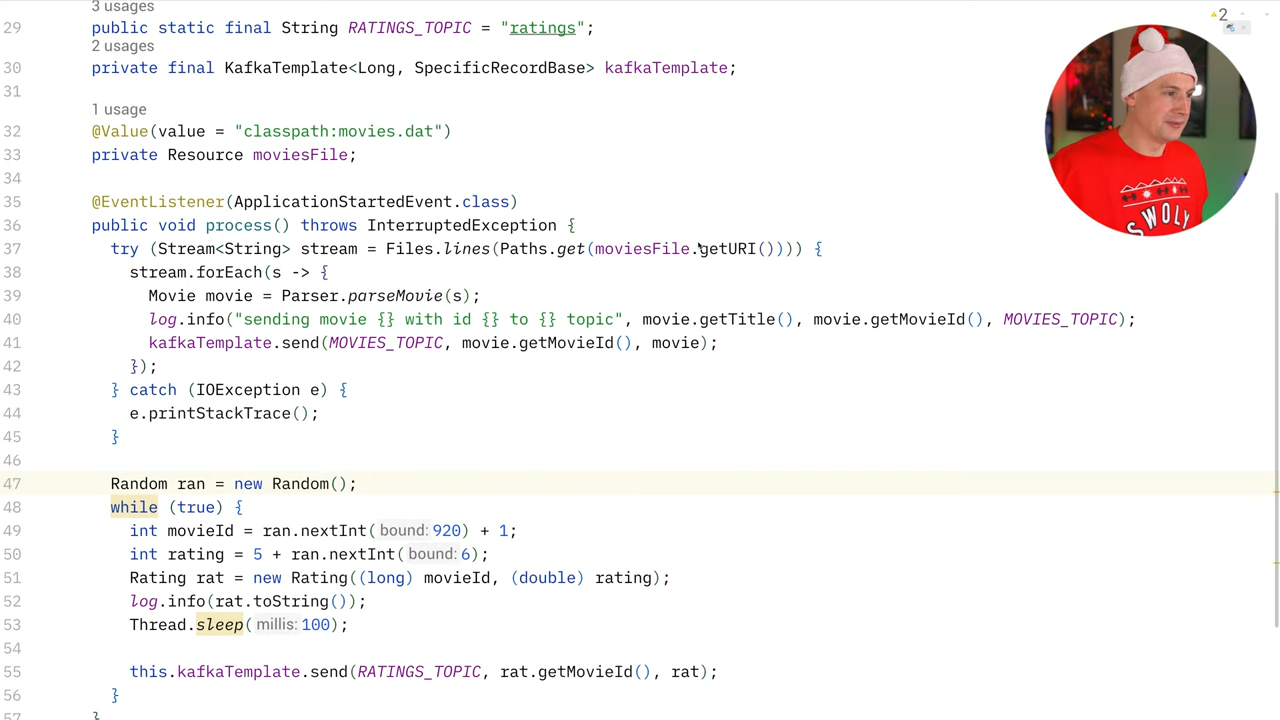 3 usages
2
29 public static final String RATINGS_TOPIC = "ratings";
2 usages
30 private final KafkaTemplate<Long, SpecificRecordBase> kafkaTemplate;
31
1 usage
32 @Value(value = "classpath:movies.dat")
33 private Resource moviesFile;
34
35 @EventListener(ApplicationStartedEvent.class)
36 public void process() throws InterruptedException {
37 try (Stream<String> stream = Files.lines(Paths.get(moviesFile.getURI()))) {
38 stream.forEach(s -> {
39 Movie movie = Parser.parseMovie(s);
40 log.info("sending movie {} with id {} to {} topic", movie.getTitle(), movie.getMovieId(), MOVIES_TOPIC);
41 kafkaTemplate.send(MOVIES_TOPIC, movie.getMovieId(), movie);
42 });
43 } catch (IOException e) {
44 e.printStackTrace();
45 }
46
47 Random ran = new Random();
48 while (true) {
49 int movieId = ran.nextInt( bound: 920) + 1;
50 int rating = 5 + ran.nextInt( bound: 6);
51 Rating rat = new Rating((long) movieId, (double) rating);
52 log.info(rat.toString());
53 Thread.sleep( millis: 100);
54
55 this.kafkaTemplate.send(RATINGS_TOPIC, rat.getMovieId(), rat);
56 }
57 }
SWOLY